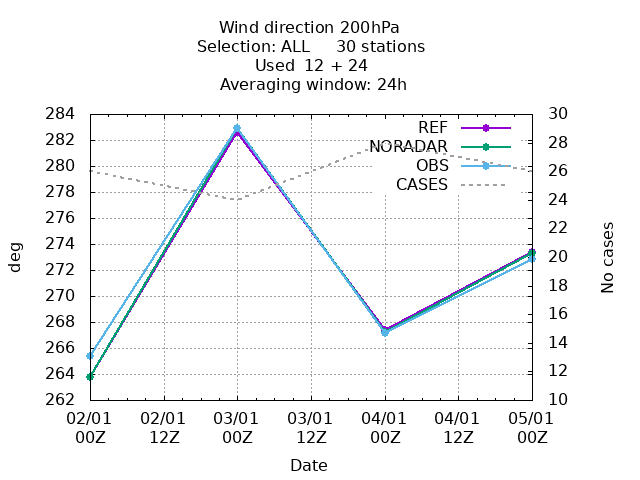 Wind direction 200hPa
Selection: ALL     30 stations
Used  12 + 24
Averaging window: 24h
284
282
280
278
276
274
272
270
268
266
264
262
deg
30
28
26
24
22
20
18
16
14
12
10
No cases
REF
NORADAR
OBS
CASES
02/01 02/01 03/01 03/01 04/01 04/01 05/01
00Z 12Z 00Z 12Z 00Z 12Z 00Z
Date